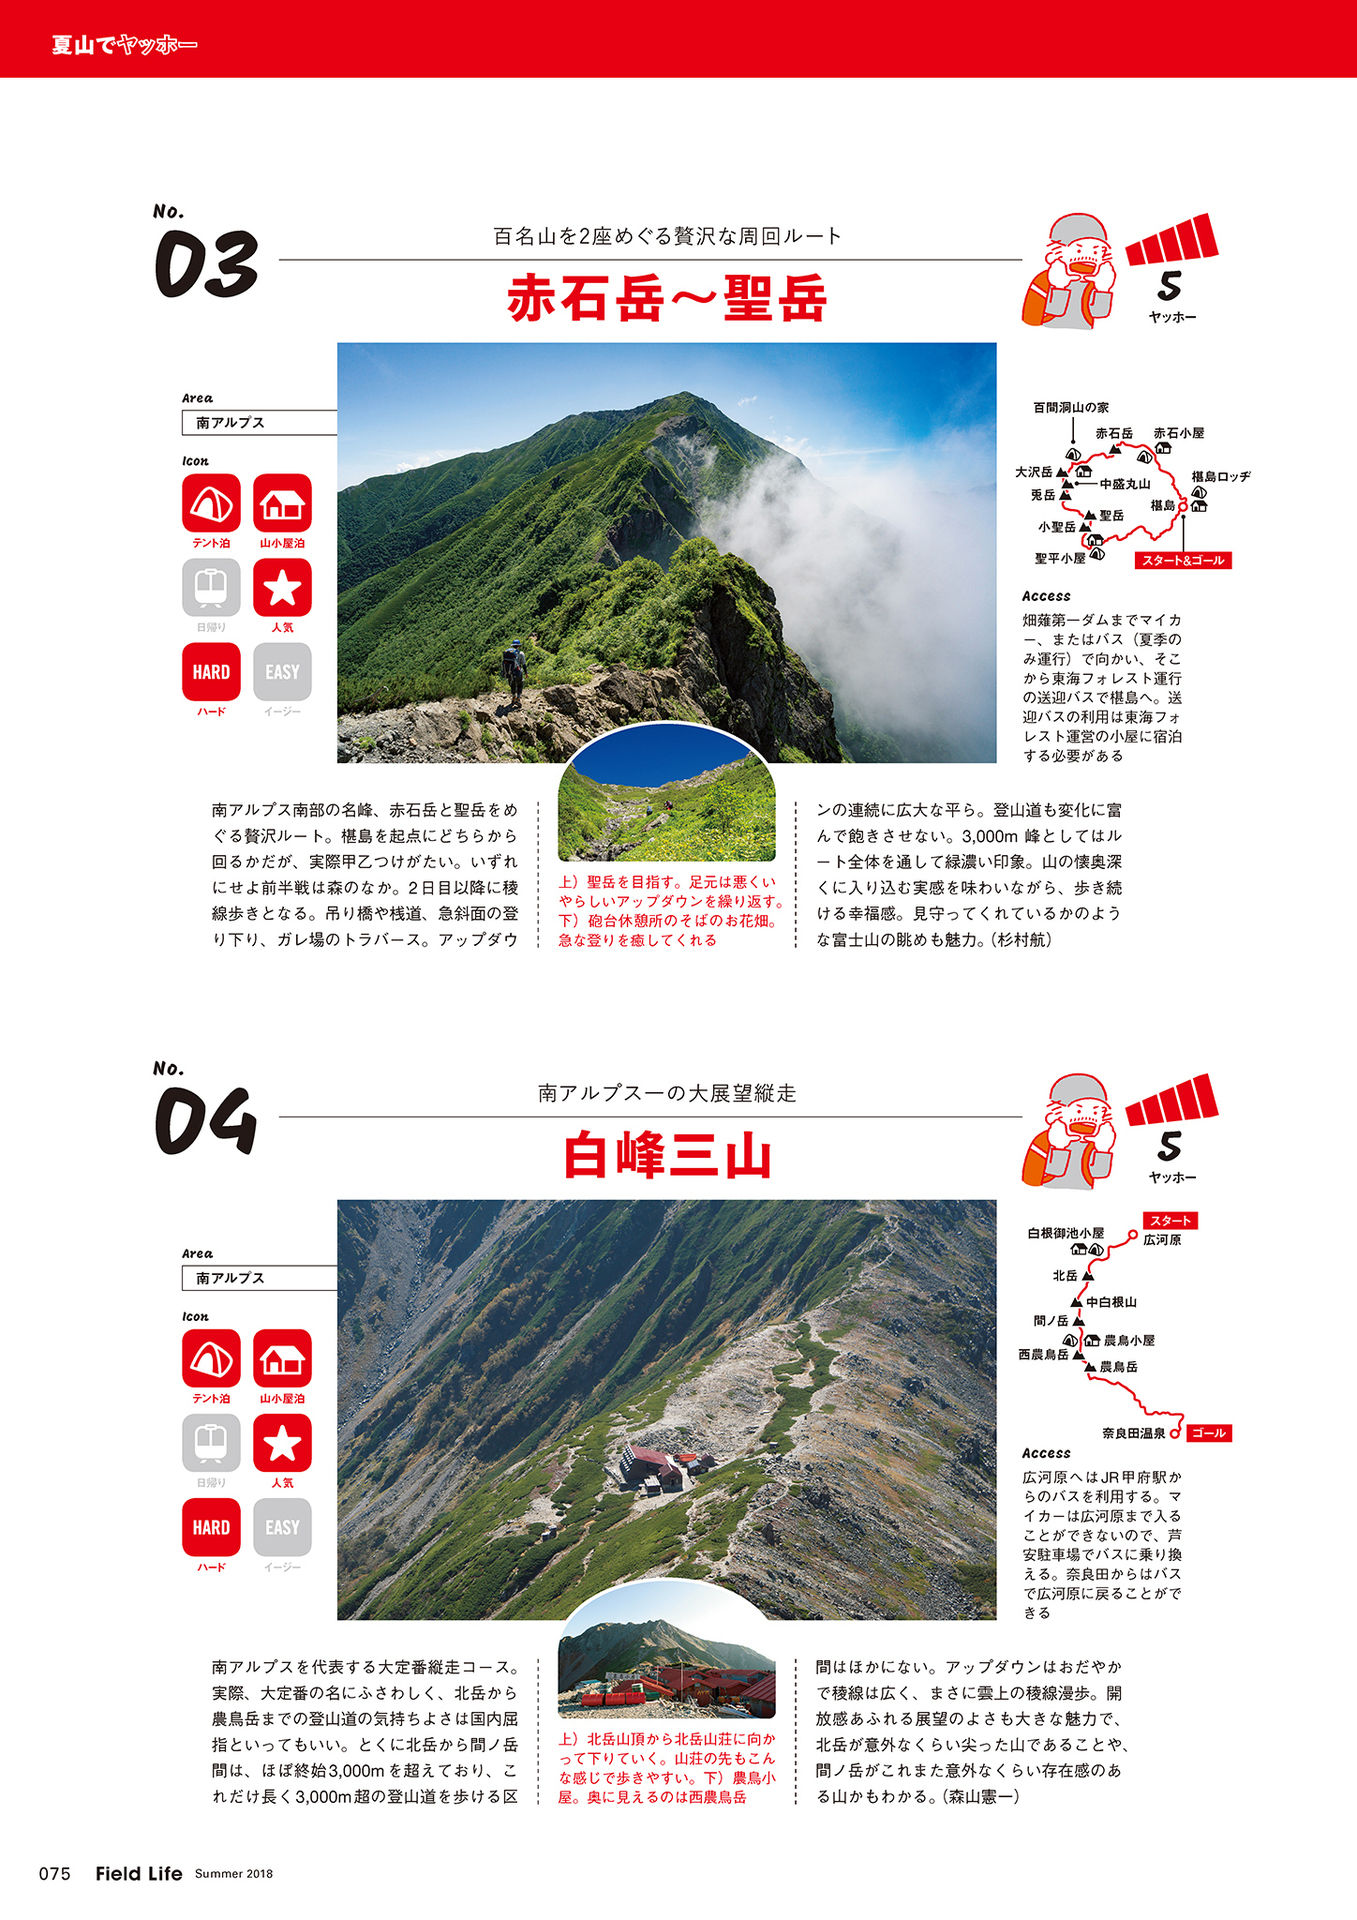 夏山でヤッホー
No.
03
百名山を2座めぐる贅沢な周回ルート
赤石岳〜聖岳
5
ヤッホー
Area
南アルプス
Icon
テント泊
山小屋泊
日帰り
人気
HARD
ハード
EASY
イージー
百間洞山の家
赤石岳
赤石小屋
大沢岳
中盛丸山
椹島ロッヂ
兎岳
聖岳
椹島
小聖岳
聖平小屋
スタート&ゴール
Access
畑薙第一ダムまでマイカ
ー、またはバス（夏季の
み運行）で向かい、そこ
から東海フォレスト運行
の送迎バスで椹島へ。送
迎バスの利用は東海フォ
レスト運営の小屋に宿泊
する必要がある
南アルプス南部の名峰、赤石岳と聖岳をめ
ぐる贅沢ルート。椹島を起点にどちらから
回るかだが、実際甲乙つけがたい。いずれ
にせよ前半戦は森のなか。2日目以降に稜
線歩きとなる。吊り橋や桟道、急斜面の登
り下り、ガレ場のトラバース。アップダウ
上）聖岳を目指す。足元は悪くい
やらしいアップダウンを繰り返す。
下）砲台休憩所のそばのお花畑。
急な登りを癒してくれる
ンの連続に広大な平ら。登山道も変化に富
んで飽きさせない。3,000m 峰としてはル
ート全体を通して緑濃い印象。山の懐奥深
くに入り込む実感を味わいながら、歩き続
ける幸福感。見守ってくれているかのよう
な富士山の眺めも魅力。（杉村航）
No.
04
南アルプス一の大展望縦走
白峰三山
5
ヤッホー
Area
南アルプス
Icon
テント泊
山小屋泊
日帰り
人気
HARD
ハード
EASY
イージー
スタート
白根御池小屋
広河原
北岳
中白根山
間ノ岳
農鳥小屋
西農鳥岳
農鳥岳
奈良田温泉
ゴール
Access
広河原へはJR甲府駅か
らのバスを利用する。マ
イカーは広河原まで入る
ことができないので、芦
安駐車場でバスに乗り換
える。奈良田からはバス
で広河原に戻ることがで
きる
南アルプスを代表する大定番縦走コース。
実際、大定番の名にふさわしく、北岳から
農鳥岳までの登山道の気持ちよさは国内屈
指といってもいい。とくに北岳から間ノ岳
間は、ほぼ終始3,000mを超えており、こ
れだけ長く3,000m超の登山道を歩ける区
上）北岳山頂から北岳山荘に向か
って下りていく。山荘の先もこん
な感じで歩きやすい。下）農鳥小
屋。奥に見えるのは西農鳥岳
間はほかにない。アップダウンはおだやか
で稜線は広く、まさに雲上の稜線漫歩。開
放感あふれる展望のよさも大きな魅力で、
北岳が意外なくらい尖った山であることや、
間ノ岳がこれまた意外なくらい存在感のあ
る山かもわかる。（森山憲一）
075 Field Life Summer 2018